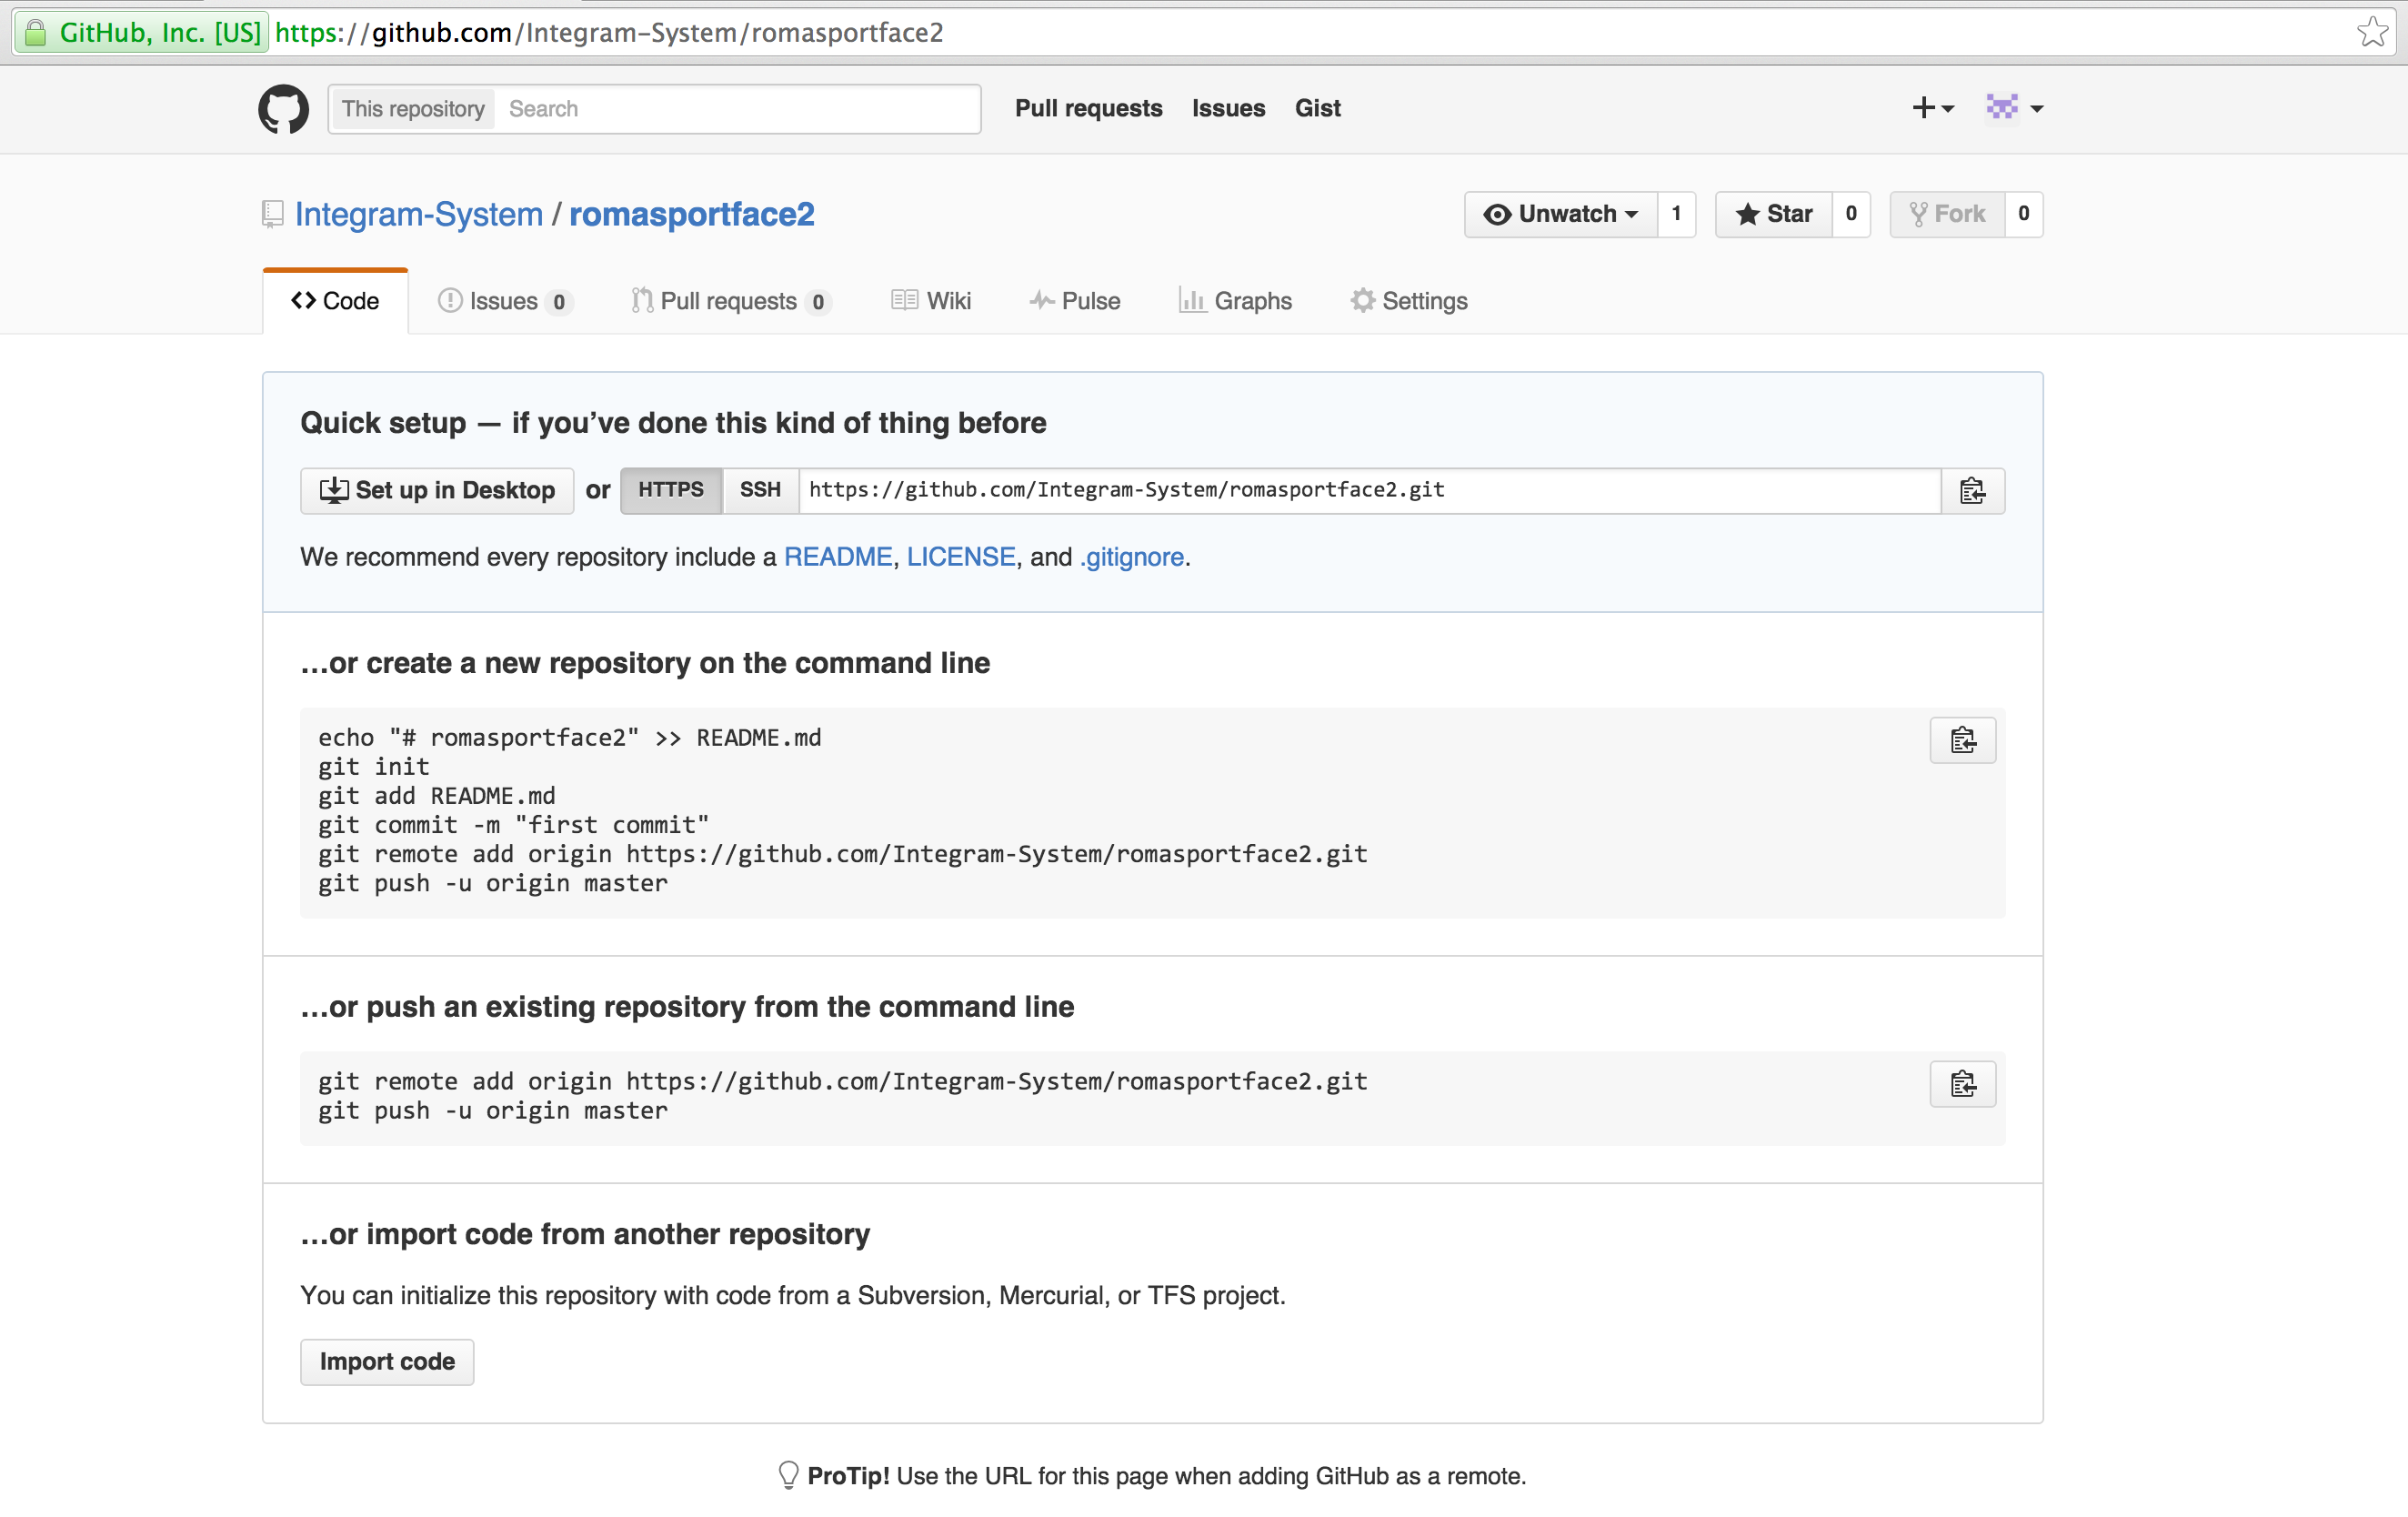 GitHub, Inc. [US] https://github.com/Integram-System/romasportface2
This repository Search Pull requests Issues Gist
Integram-System / romasportface2 Unwatch 1 Star 0 Fork 0
Code Issues 0 Pull requests 0 Wiki Pulse Graphs Settings
Quick setup — if you’ve done this kind of thing before
Set up in Desktop or HTTPS SSH https://github.com/Integram-System/romasportface2.git
We recommend every repository include a README, LICENSE, and .gitignore.
…or create a new repository on the command line
echo "# romasportface2" >> README.md
git init
git add README.md
git commit -m "first commit"
git remote add origin https://github.com/Integram-System/romasportface2.git
git push -u origin master
…or push an existing repository from the command line
git remote add origin https://github.com/Integram-System/romasportface2.git
git push -u origin master
…or import code from another repository
You can initialize this repository with code from a Subversion, Mercurial, or TFS project.
Import code
ProTip! Use the URL for this page when adding GitHub as a remote.